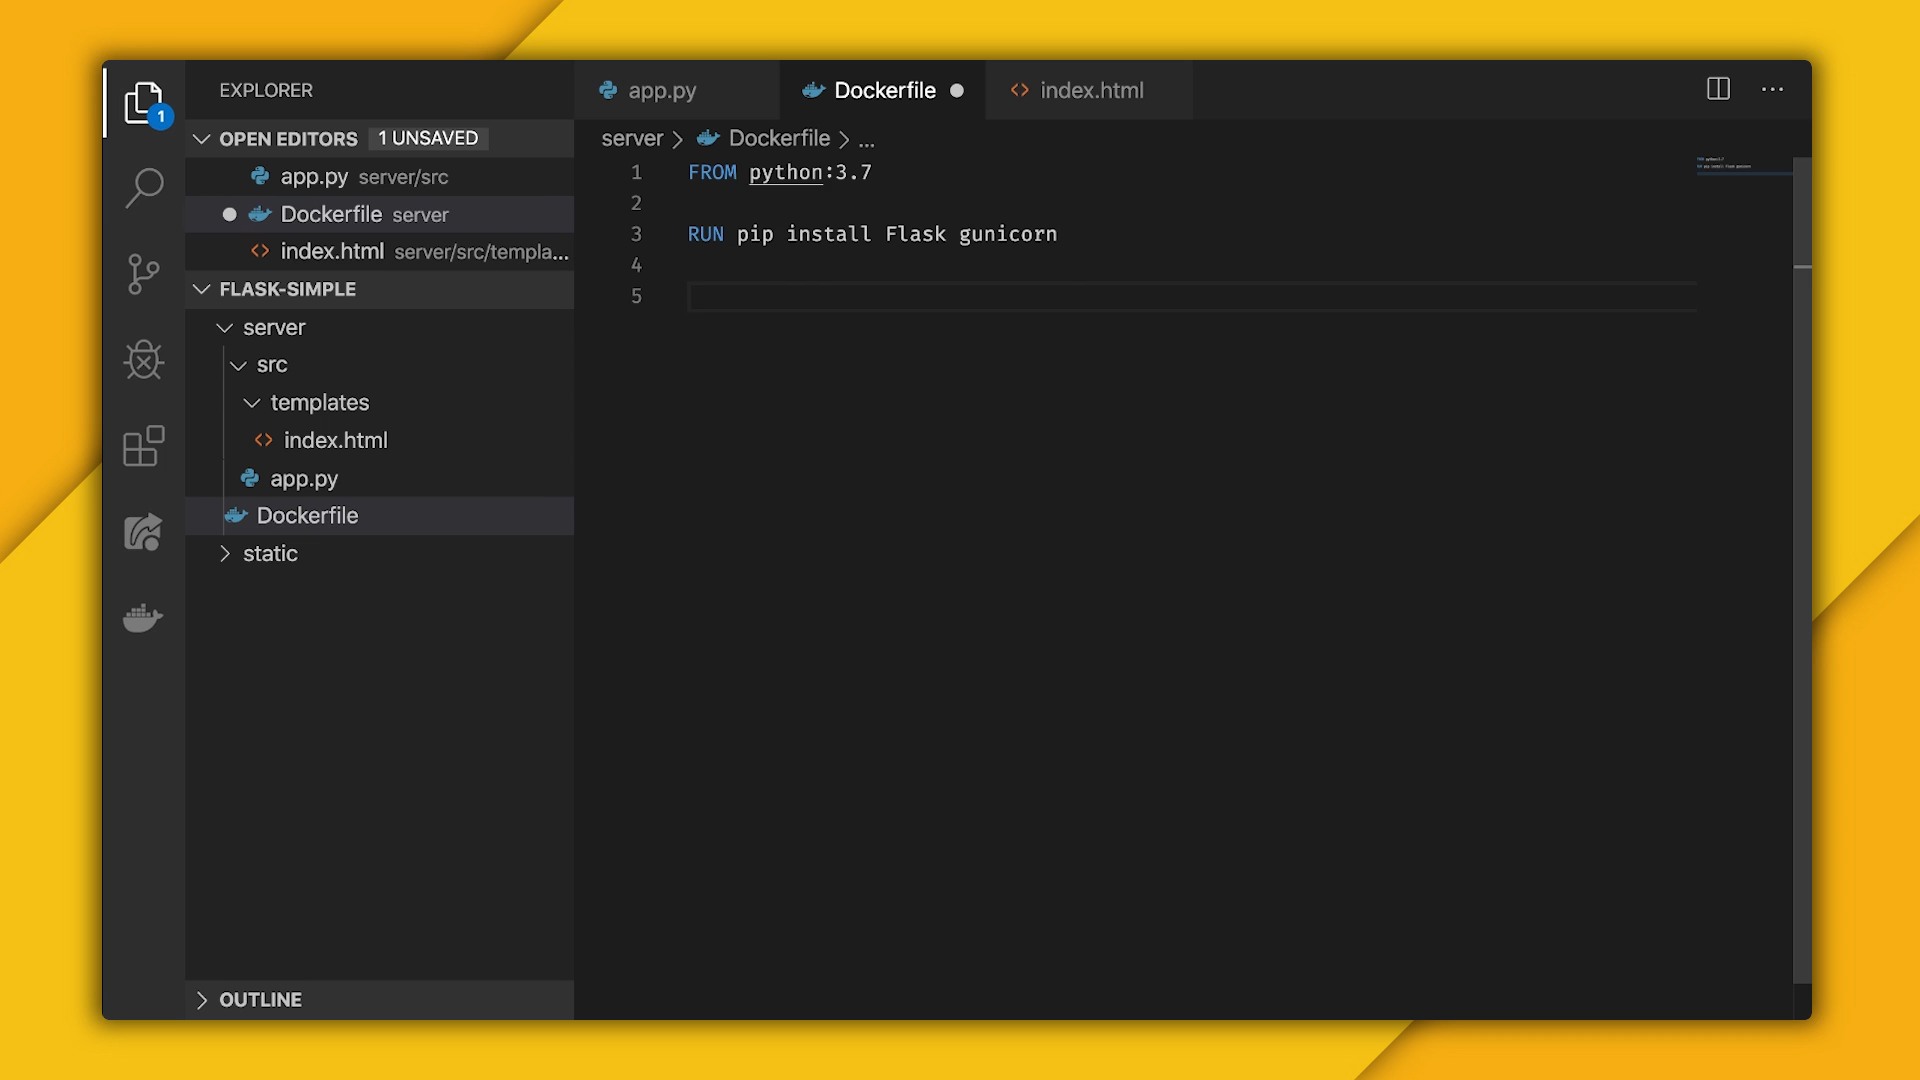 EXPLORER
app.py
Dockerfile
index.html
1
OPEN EDITORS 1 UNSAVED
server Dockerfile ...
app.py server/src
Dockerfile server
index.html server/src/templa...
FLASK-SIMPLE
server
src
templates
index.html
app.py
Dockerfile
static
OUTLINE
1 FROM python:3.7
2
3 RUN pip install Flask gunicorn
4
5